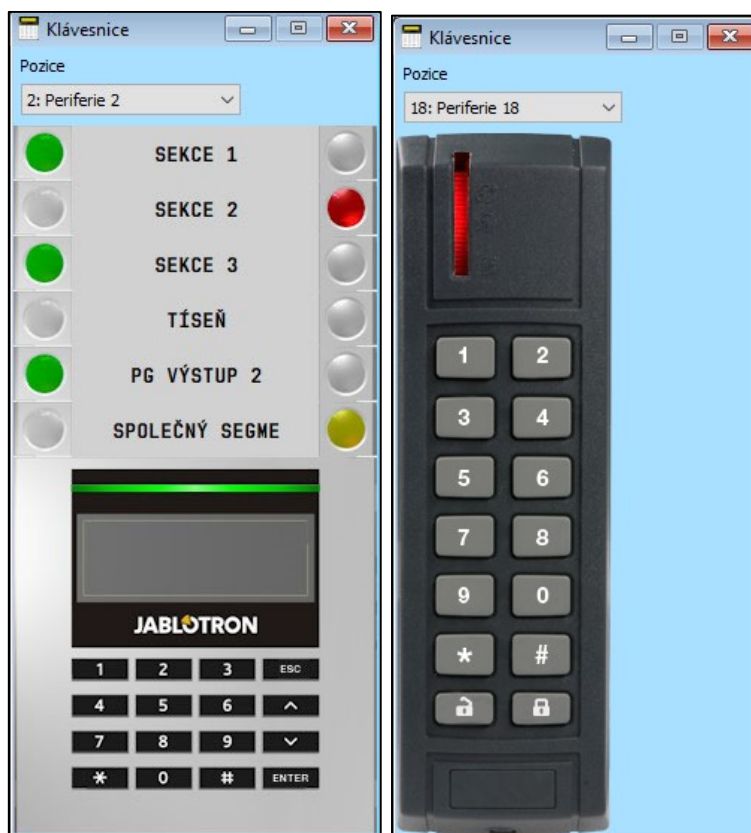 Klávesnice
Pozice
2: Periferie 2
SEKCE 1
SEKCE 2
SEKCE 3
TÍSEŇ
PG VÝSTUP 2
SPOLEČNÝ SEGME
JABLOTRON
1 2 3 ESC
4 5 6
7 8 9
* 0 # ENTER
Klávesnice
Pozice
18: Periferie 18
1 2
3 4
5 6
7 8
9 0
* #